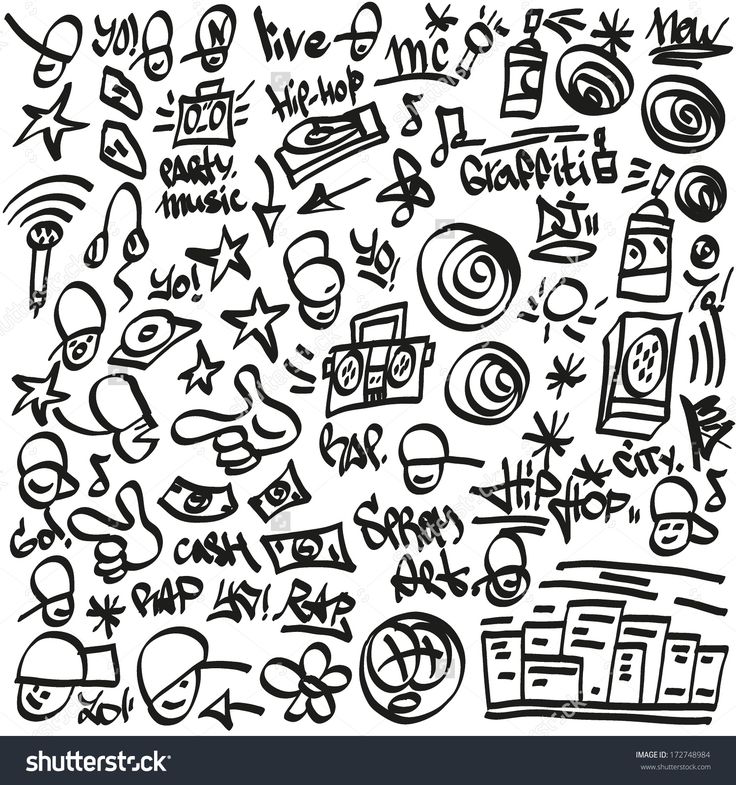 YO!
N
live
MC
New
HIP-HOP
PARTY.
music
Graffiti
DJ
YO
YO!
YO!
RAP.
HIP
HOP
CITY.
GO!
CASH
Spray
Art.
RAP
YO!
RAP
YO!
shutterstock
IMAGE ID: 172748984
www.shutterstock.com